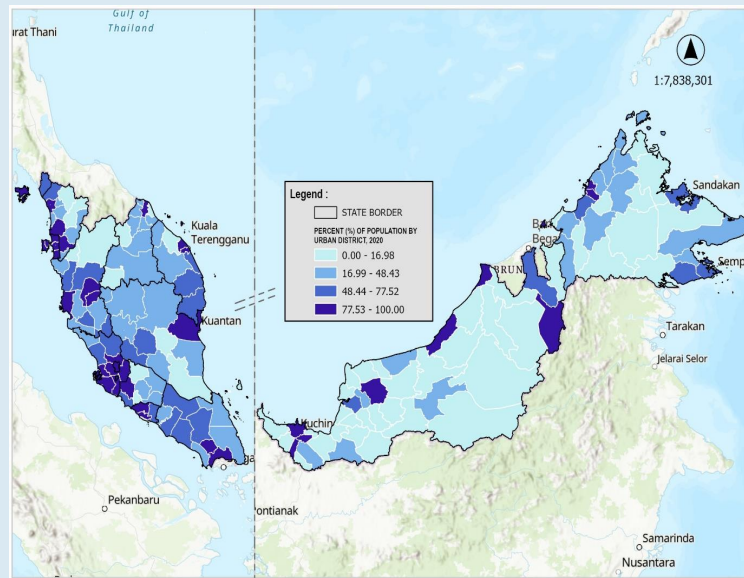 Gulf of
Thailand
urat Thani
1:7,838,301
Legend :
STATE BORDER
PERCENT (%) OF POPULATION BY
URBAN DISTRICT, 2020
0.00 - 16.98
16.99 - 48.43
48.44 - 77.52
77.53 - 100.00
Kuala
Terengganu
Sandakan
Bega
BRUN
Semp
Kuantan
Tarakan
Jelarai Selor
Kuchin
Pekanbaru
ontianak
Samarinda
Nusantara